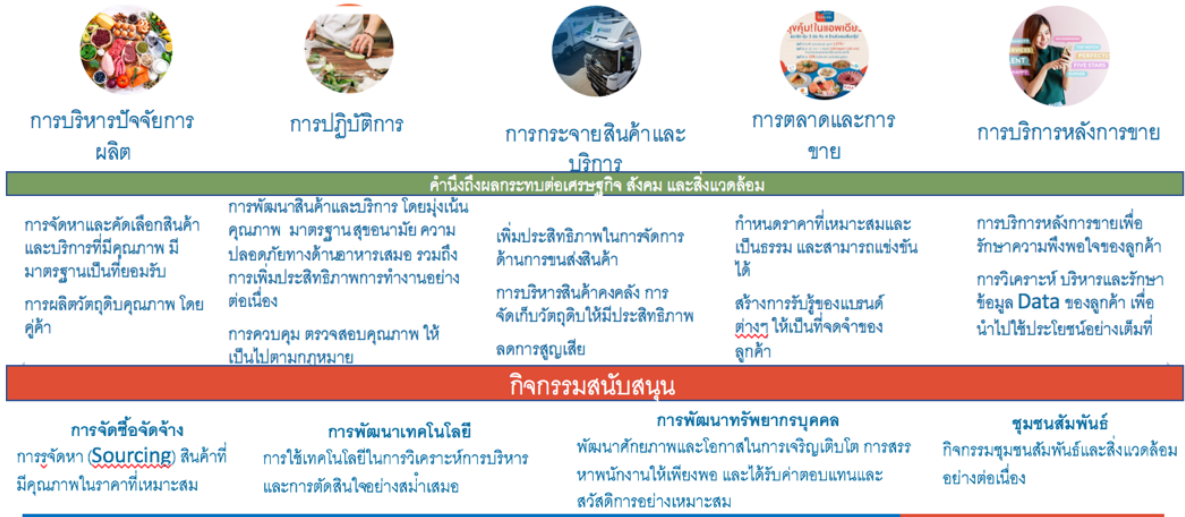 การบริหารปัจจัยการ
ผลิต
การปฏิบัติการ
การกระจายสินค้าและ
บริการ
การตลาดและการ
ขาย
การบริการหลังการขาย
คำนึงถึงผลกระทบต่อเศรษฐกิจ สังคม และสิ่งแวดล้อม
การจัดหาและคัดเลือกสินค้า
และบริการที่มีคุณภาพ มี
มาตรฐานเป็นที่ยอมรับ
การผลิตวัตถุดิบคุณภาพ โดย
คู่ค้า
การพัฒนาสินค้าและบริการ โดยมุ่งเน้น
คุณภาพ มาตรฐานสุขอนามัย ความ
ปลอดภัยทางด้านอาหารเสมอ รวมถึง
การเพิ่มประสิทธิภาพการทำงานอย่าง
ต่อเนื่อง
การควบคุม ตรวจสอบคุณภาพ ให้
เป็นไปตามกฎหมาย
เพิ่มประสิทธิภาพในการจัดการ
ด้านการขนส่งสินค้า
การบริหารสินค้าคงคลัง การ
จัดเก็บวัตถุดิบให้มีประสิทธิภาพ
ลดการสูญเสีย
กำหนดราคาที่เหมาะสมและ
เป็นธรรม และสามารถแข่งขัน
ได้
สร้างการรับรู้ของแบรนด์
ต่างๆ ให้เป็นที่จดจำของ
ลูกค้า
การบริการหลังการขายเพื่อ
รักษาความพึงพอใจของลูกค้า
การวิเคราะห์ บริหารและรักษา
ข้อมูล Data ของลูกค้า เพื่อ
นำไปใช้ประโยชน์อย่างเต็มที่
กิจกรรมสนับสนุน
การจัดซื้อจัดจ้าง
การรจัดหา (Sourcing) สินค้าที่
มีคุณภาพในราคาที่เหมาะสม
การพัฒนาเทคโนโลยี
การใช้เทคโนโลยีในการวิเคราะห์การบริหาร
และการตัดสินใจอย่างสม่ำเสมอ
การพัฒนาทรัพยากรบุคคล
พัฒนาศักยภาพและโอกาสในการเจริญเติบโต การสรร
หาพนักงานให้เพียงพอ และได้รับค่าตอบแทนและ
สวัสดิการอย่างเหมาะสม
ชุมชนสัมพันธ์
กิจกรรมชุมชนสัมพันธ์และสิ่งแวดล้อม
อย่างต่อเนื่อง